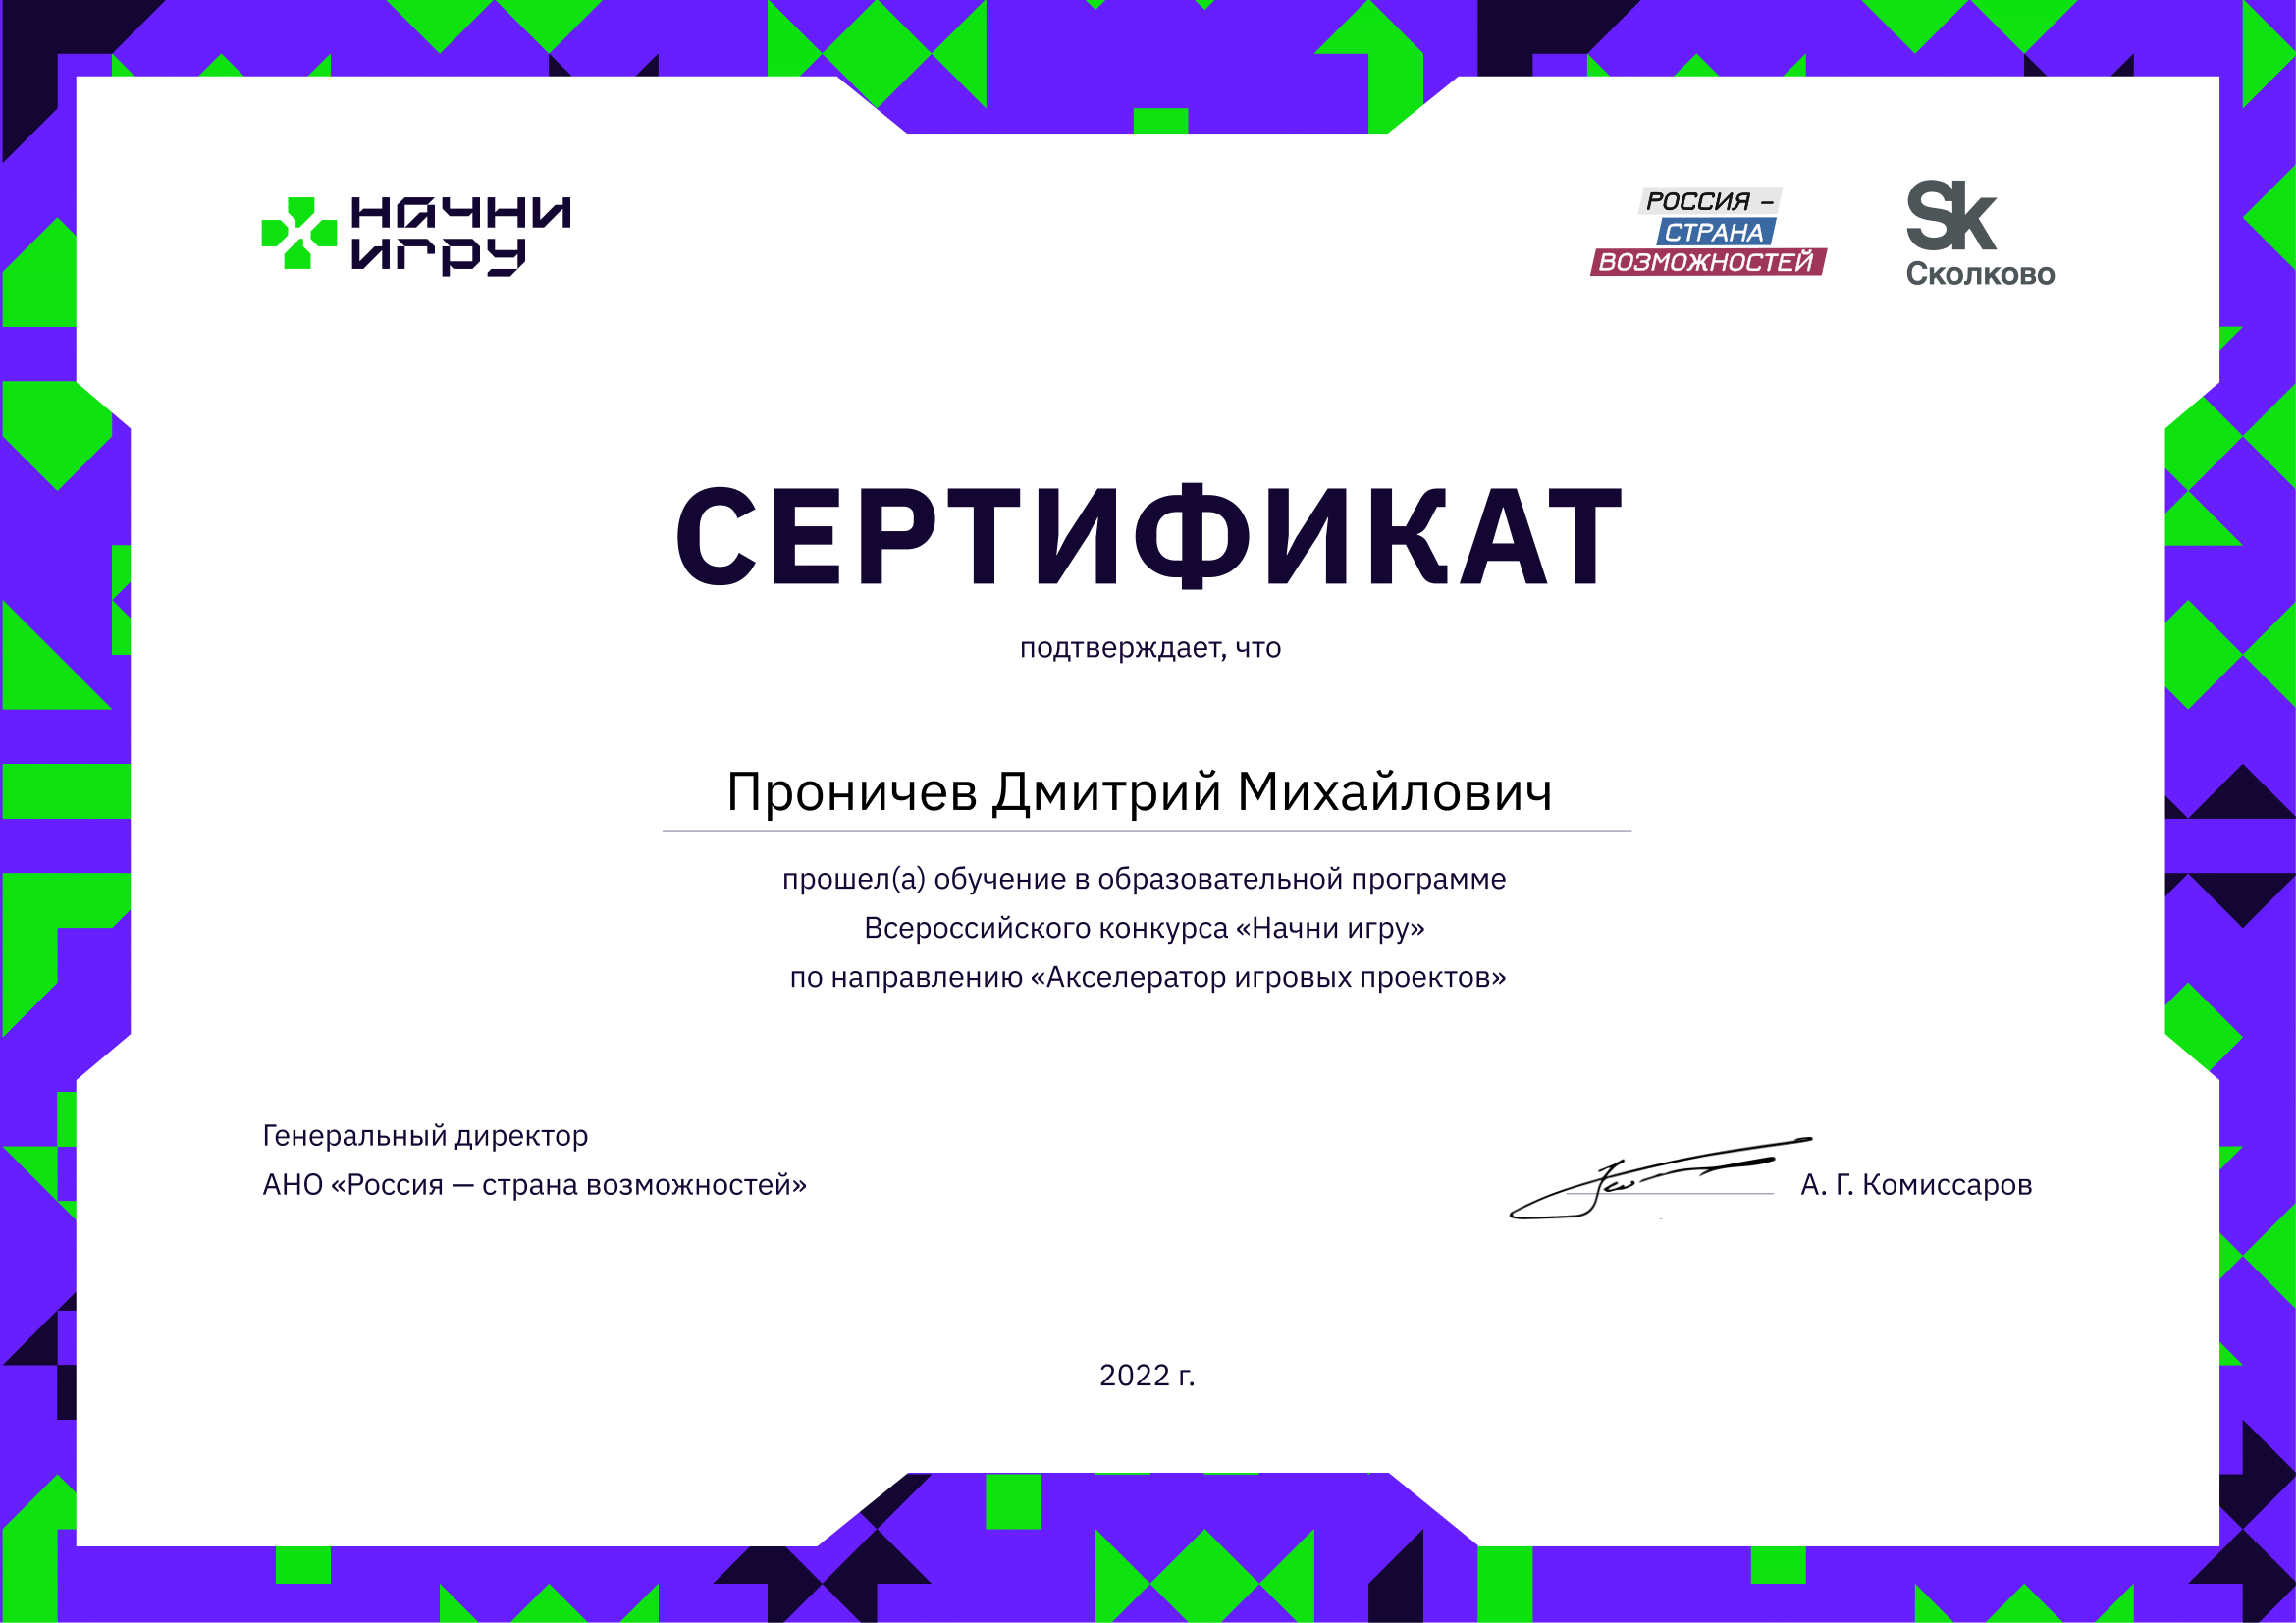 НАЧНИ
ИГРУ
РОССИЯ –
СТРАНА
ВОЗМОЖНОСТЕЙ
Sk
Сколково
СЕРТИФИКАТ
подтверждает, что
Проничев Дмитрий Михайлович
прошел(а) обучение в образовательной программе
Всероссийского конкурса «Начни игру»
по направлению «Акселератор игровых проектов»
Генеральный директор
АНО «Россия — страна возможностей»
А. Г. Комиссаров
2022 г.